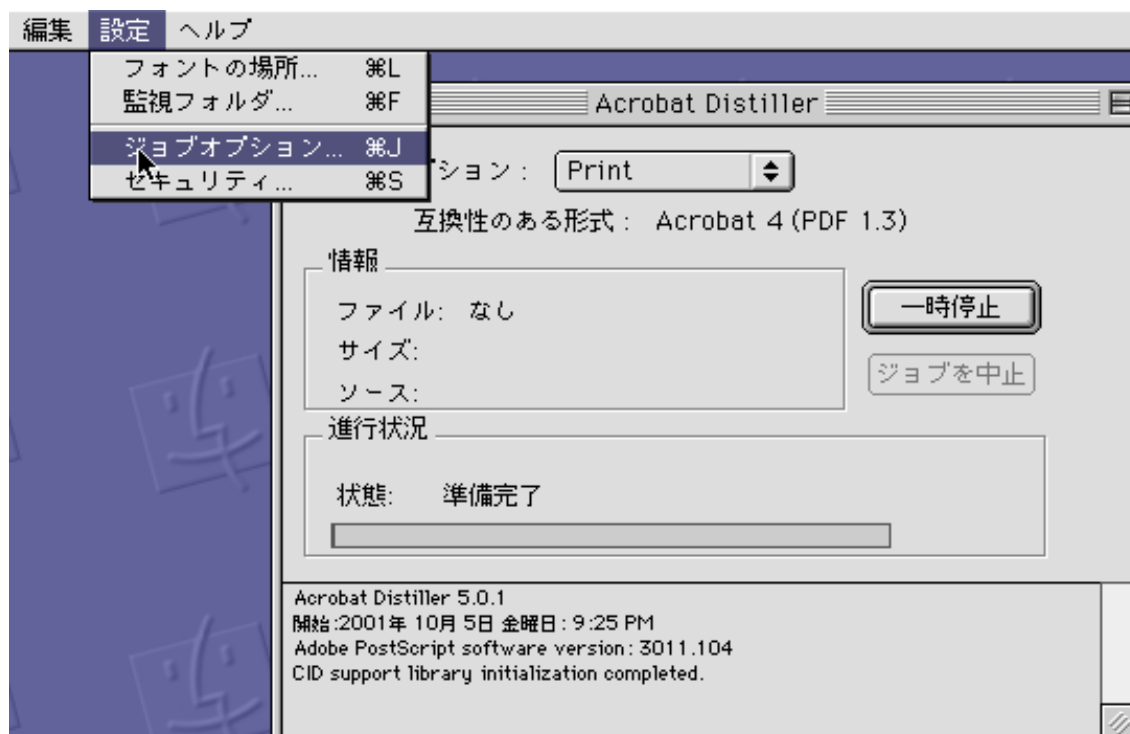 編集 設定 ヘルプ
フォントの場所... ⌘L
監視フォルダ... ⌘F
ジョブオプション... ⌘J
セキュリティ... ⌘S
Acrobat Distiller
プション : Print
互換性のある形式 : Acrobat 4 (PDF 1.3)
情報
ファイル: なし
サイズ:
ソース:
一時停止
ジョブを中止
進行状況
状態: 準備完了
Acrobat Distiller 5.0.1
開始:2001年 10月 5日 金曜日 : 9:25 PM
Adobe PostScript software version: 3011.104
CID support library initialization completed.